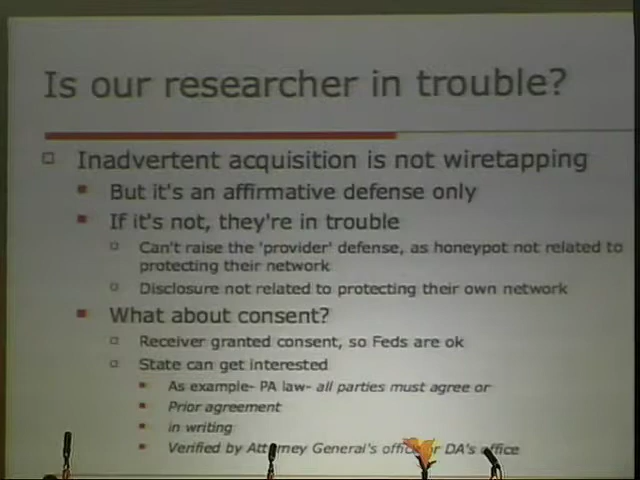 Is our researcher in trouble?
Inadvertent acquisition is not wiretapping
But it's an affirmative defense only
If it's not, they're in trouble
Can't raise the 'provider' defense, as honeypot not related to
protecting their network
Disclosure not related to protecting their own network
What about consent?
Receiver granted consent, so Feds are ok
State can get interested
As example- PA law- all parties must agree or
Prior agreement
in writing
Verified by Attorney General's office or DA's office